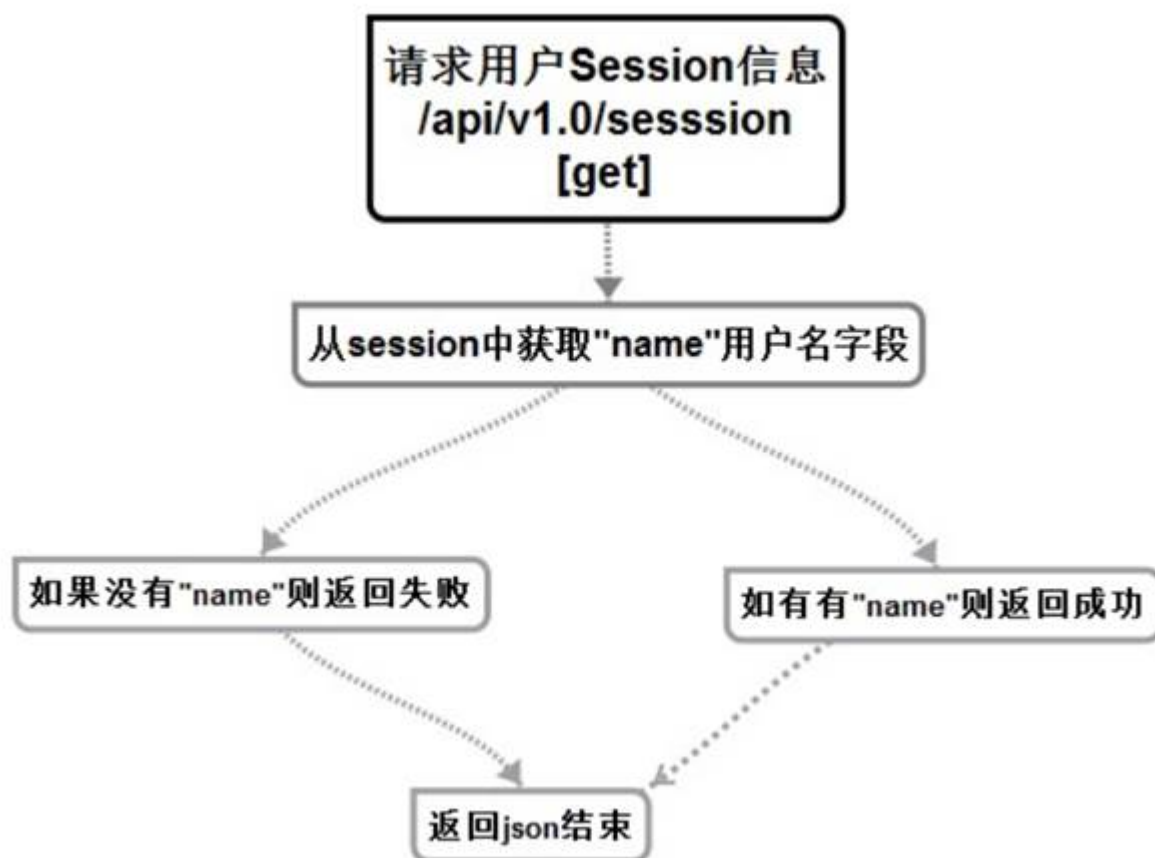 请求用户Session信息
/api/v1.0/sesssion
[get]
从session中获取"name"用户名字段
如果没有"name"则返回失败
如有有"name"则返回成功
返回json结束